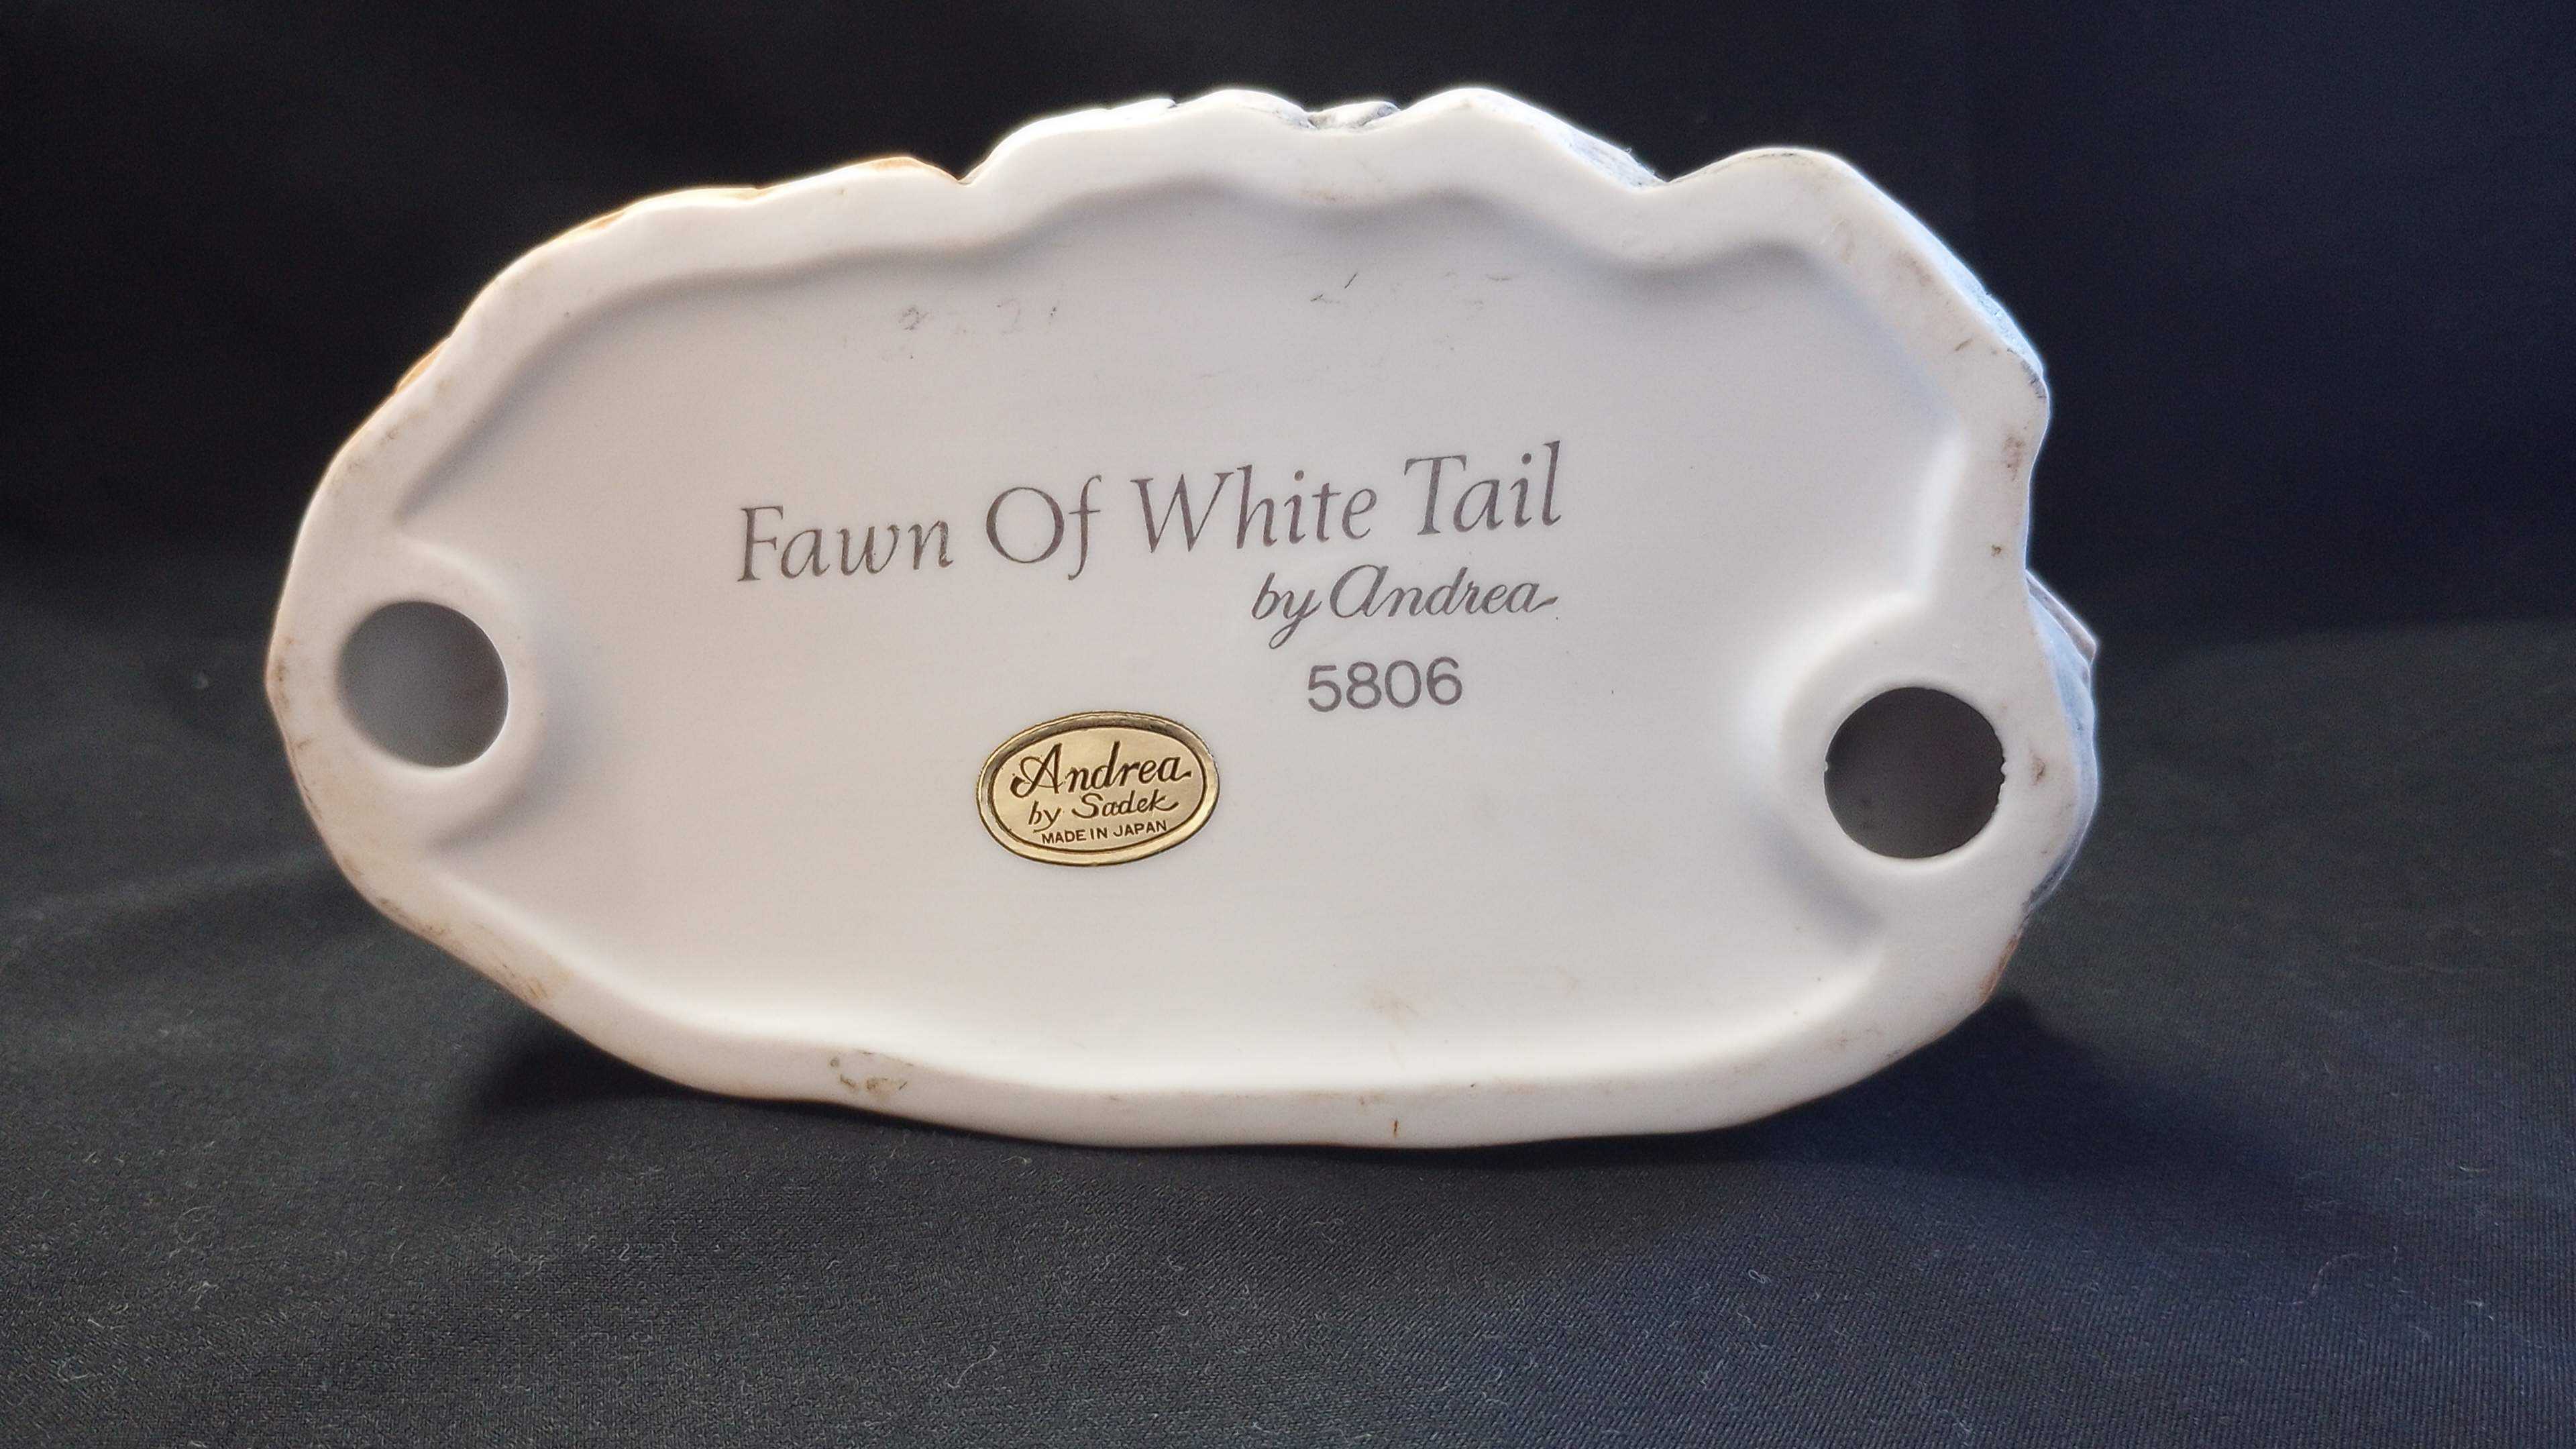 Fawn Of White Tail
by Andrea
5806
Andrea
by Sadek
MADE IN JAPAN